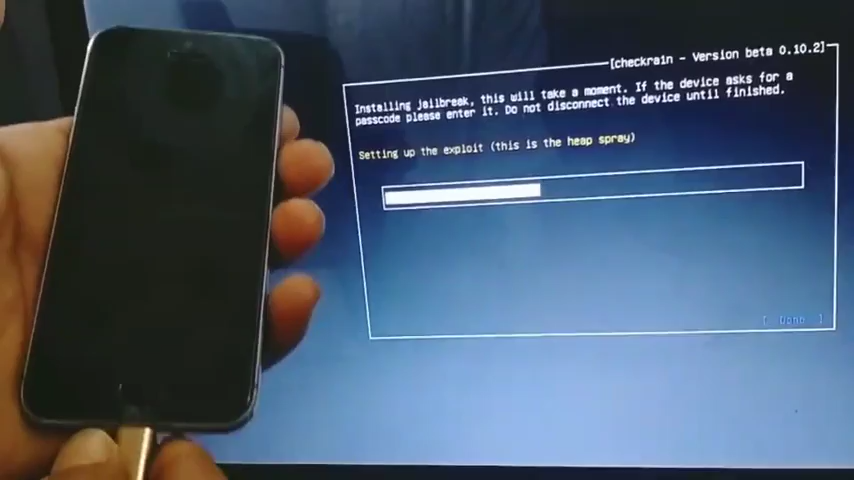 [checkra1n - Version beta 0.10.2]
Installing jailbreak, this will take a moment. If the device asks for a
passcode please enter it. Do not disconnect the device until finished.
Setting up the exploit (this is the heap spray)
[ Done ]